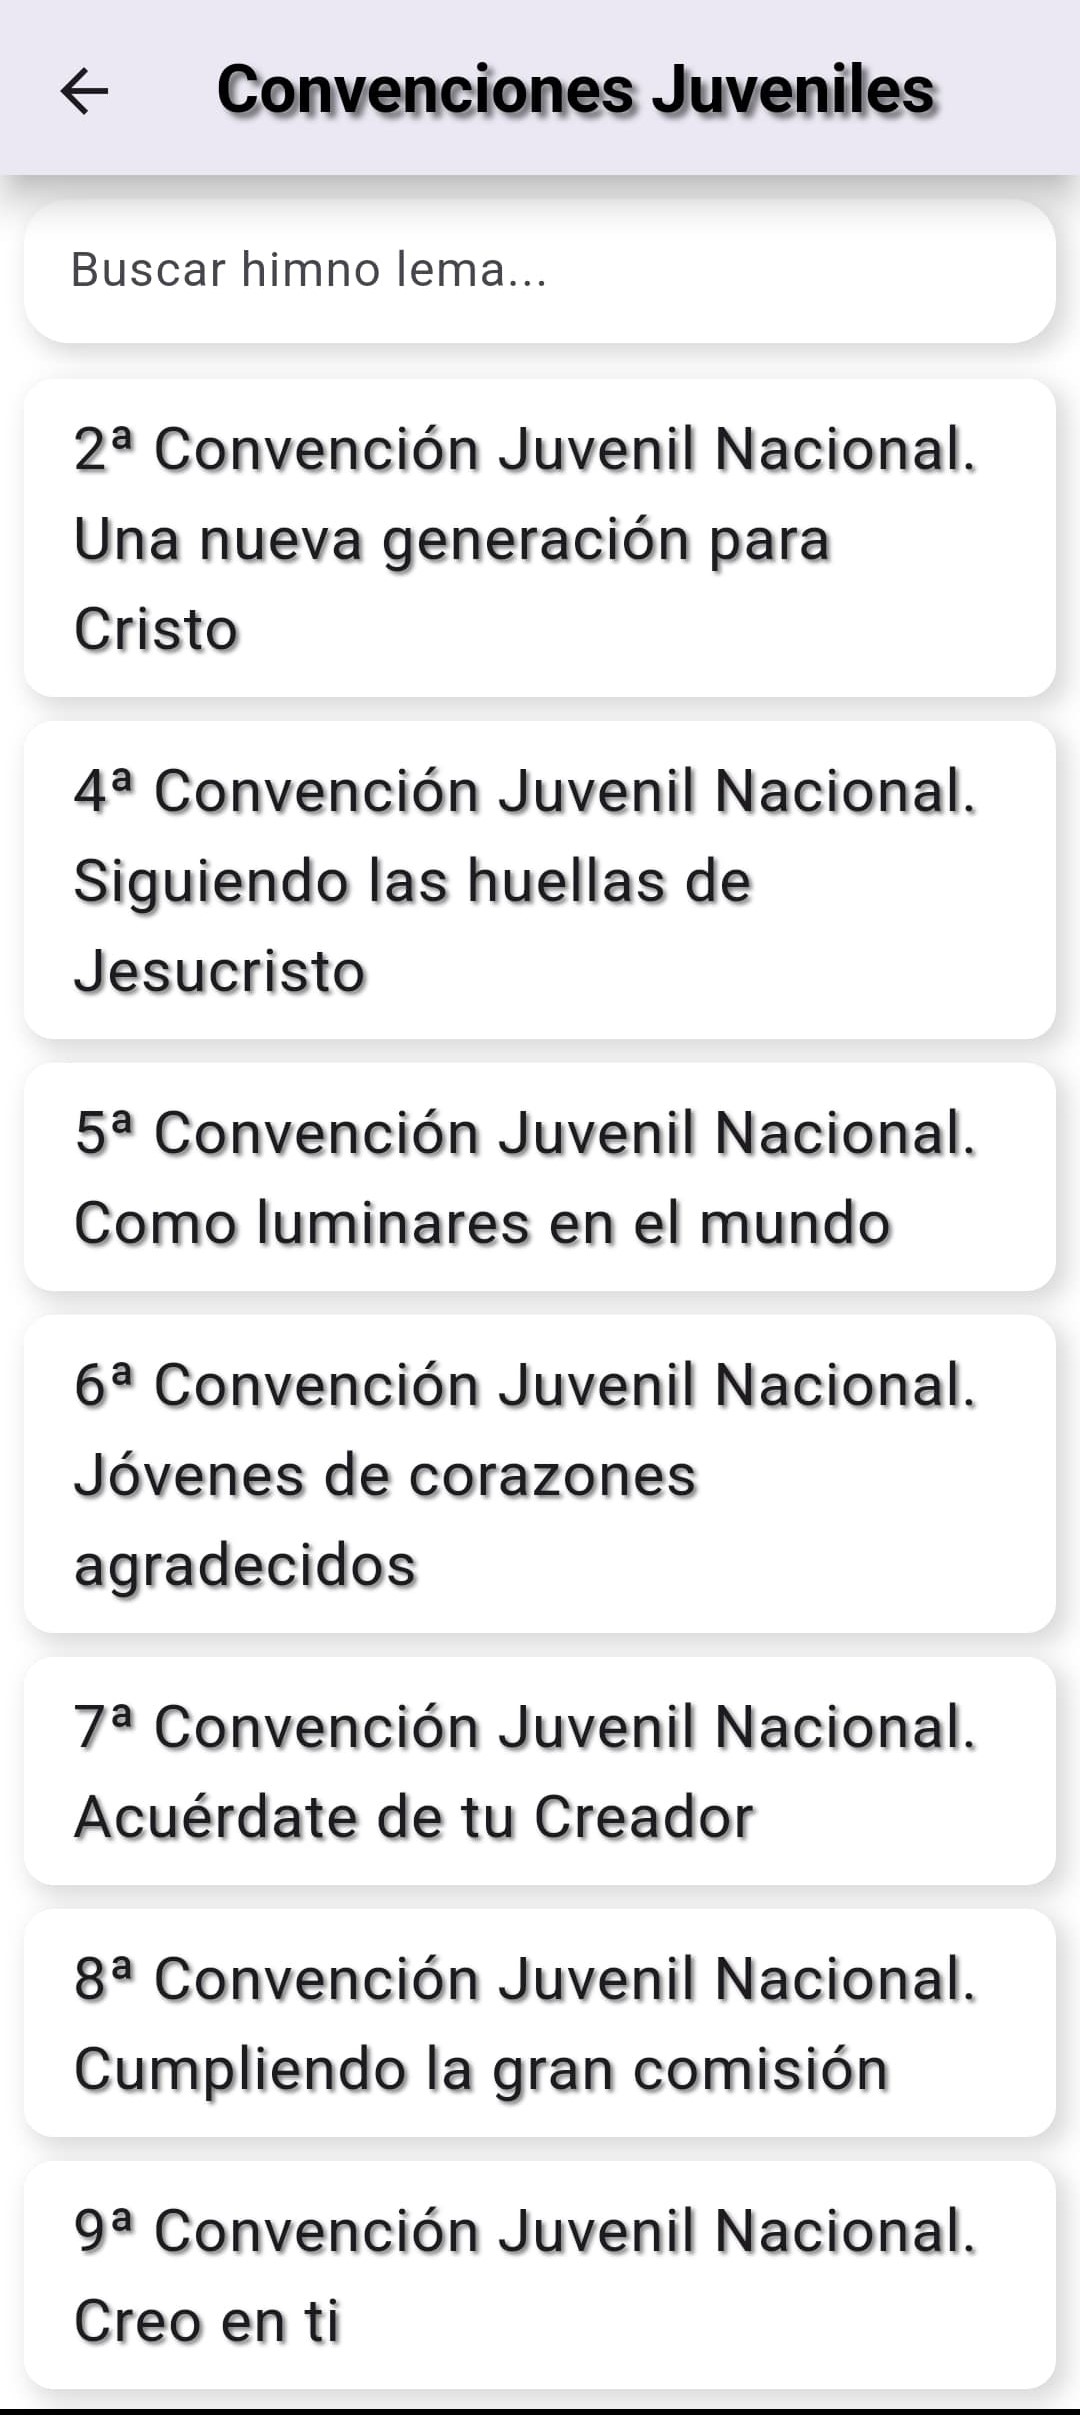 Convenciones Juveniles
Buscar himno lema...
2ª Convención Juvenil Nacional.
Una nueva generación para
Cristo
4ª Convención Juvenil Nacional.
Siguiendo las huellas de
Jesucristo
5ª Convención Juvenil Nacional.
Como luminares en el mundo
6ª Convención Juvenil Nacional.
Jóvenes de corazones
agradecidos
7ª Convención Juvenil Nacional.
Acuérdate de tu Creador
8ª Convención Juvenil Nacional.
Cumpliendo la gran comisión
9ª Convención Juvenil Nacional.
Creo en ti